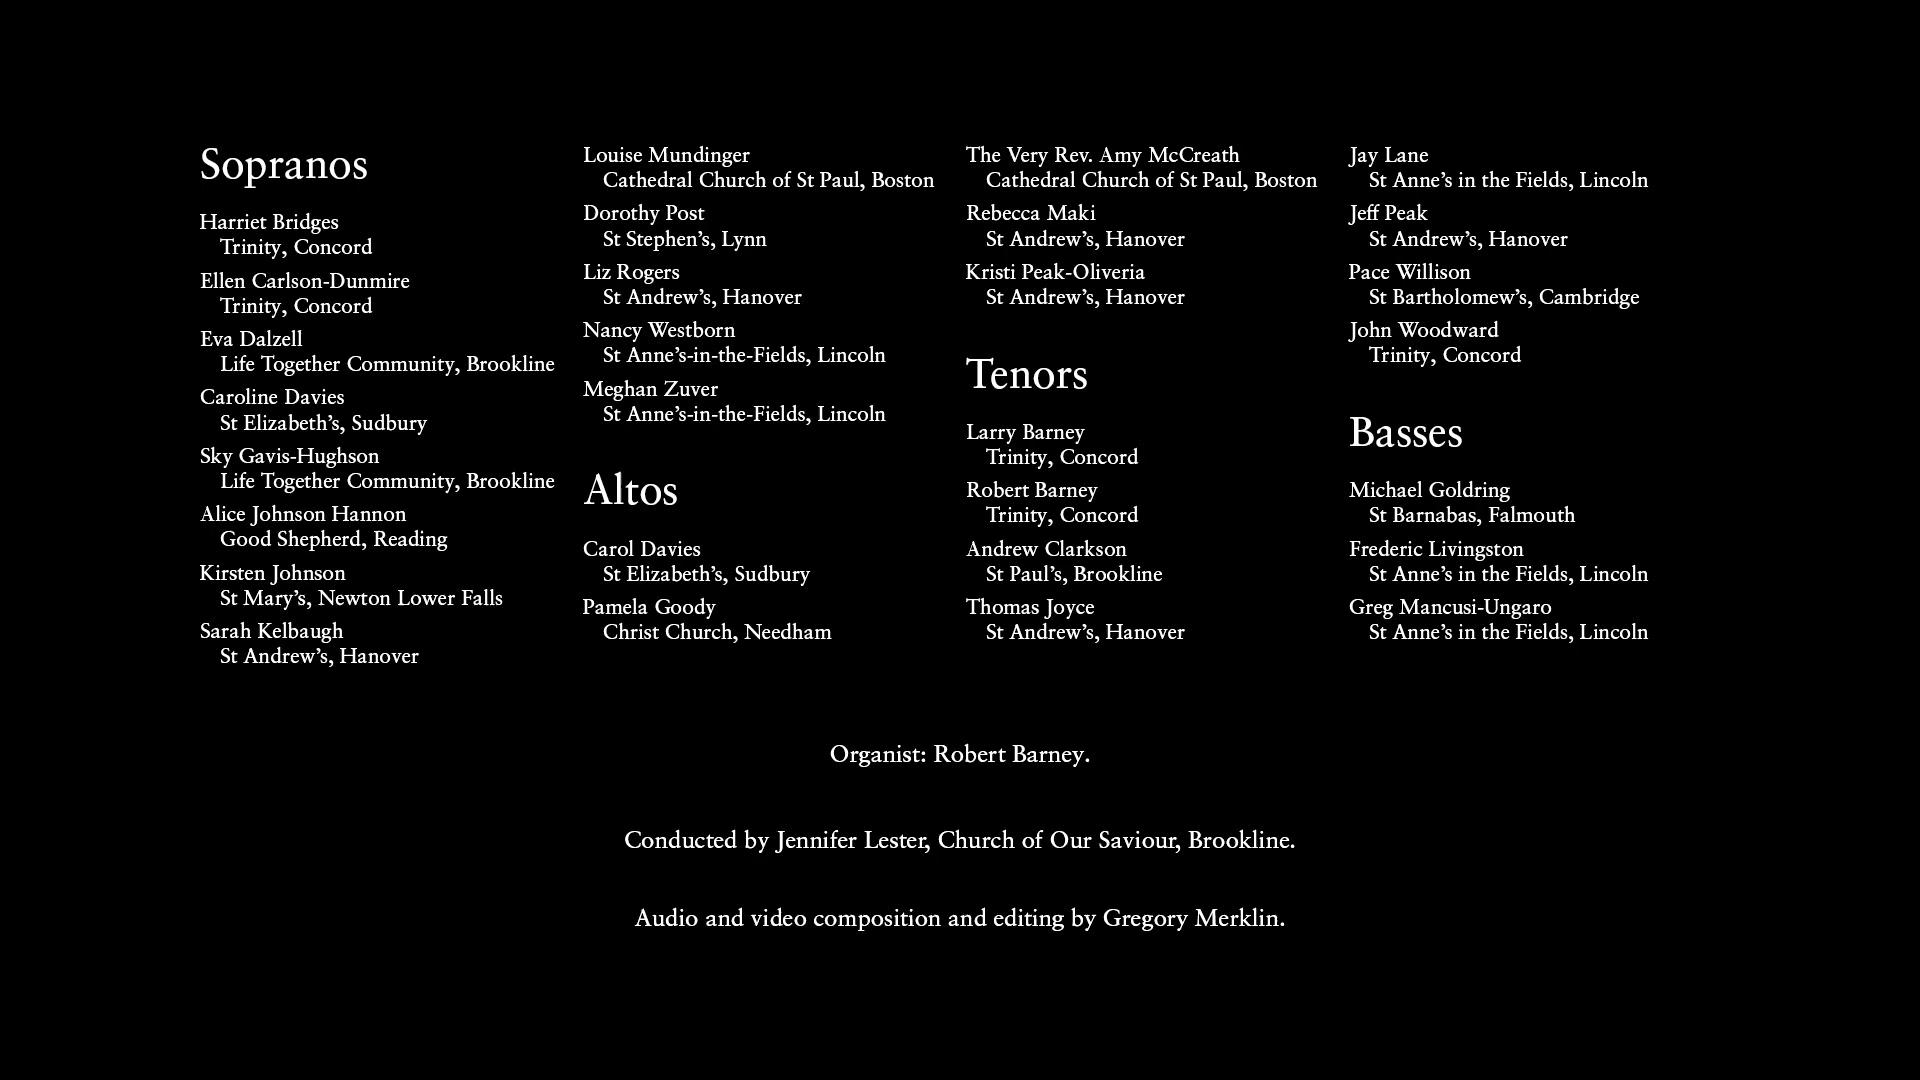 Sopranos
Harriet Bridges
Trinity, Concord
Ellen Carlson-Dunmire
Trinity, Concord
Eva Dalzell
Life Together Community, Brookline
Caroline Davies
St Elizabeth’s, Sudbury
Sky Gavis-Hughson
Life Together Community, Brookline
Alice Johnson Hannon
Good Shepherd, Reading
Kirsten Johnson
St Mary’s, Newton Lower Falls
Sarah Kelbaugh
St Andrew’s, Hanover
Louise Mundinger
Cathedral Church of St Paul, Boston
Dorothy Post
St Stephen’s, Lynn
Liz Rogers
St Andrew’s, Hanover
Nancy Westborn
St Anne’s-in-the-Fields, Lincoln
Meghan Zuver
St Anne’s-in-the-Fields, Lincoln
Altos
Carol Davies
St Elizabeth’s, Sudbury
Pamela Goody
Christ Church, Needham
The Very Rev. Amy McCreath
Cathedral Church of St Paul, Boston
Rebecca Maki
St Andrew’s, Hanover
Kristi Peak-Oliveria
St Andrew’s, Hanover
Tenors
Larry Barney
Trinity, Concord
Robert Barney
Trinity, Concord
Andrew Clarkson
St Paul’s, Brookline
Thomas Joyce
St Andrew’s, Hanover
Jay Lane
St Anne’s in the Fields, Lincoln
Jeff Peak
St Andrew’s, Hanover
Pace Willison
St Bartholomew’s, Cambridge
John Woodward
Trinity, Concord
Basses
Michael Goldring
St Barnabas, Falmouth
Frederic Livingston
St Anne’s in the Fields, Lincoln
Greg Mancusi-Ungaro
St Anne’s in the Fields, Lincoln
Organist: Robert Barney.
Conducted by Jennifer Lester, Church of Our Saviour, Brookline.
Audio and video composition and editing by Gregory Merklin.